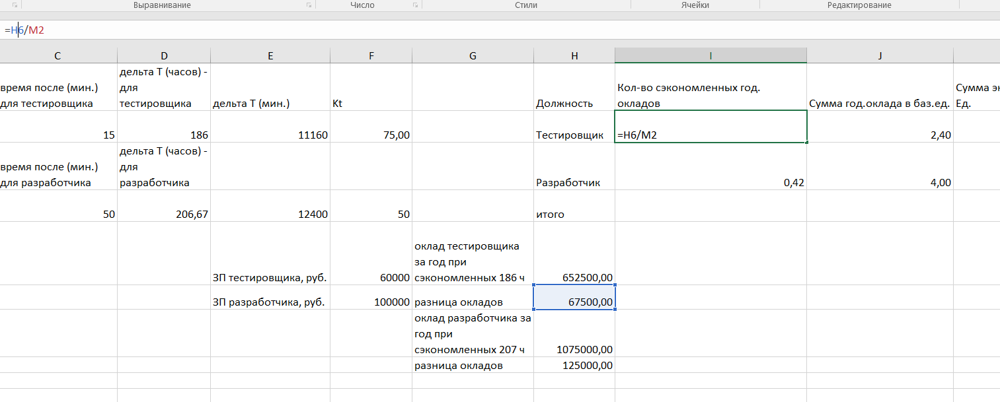 Выравнивание Число Стили Ячейки Редактирование
=H6/M2
C D E F G H I J
время после (мин.)
для тестировщика
дельта Т (часов) -
для
тестировщика
дельта Т (мин.)
Kt
Должность
Кол-во сэкономленных год.
окладов
Сумма год.оклада в баз.ед.
Сумма эк
Ед.
15 186 11160 75,00 Тестировщик =H6/M2 2,40
время после (мин.)
для разработчика
дельта Т (часов) -
для
разработчика
Разработчик 0,42 4,00
50 206,67 12400 50 итого
ЗП тестировщика, руб. 60000
оклад тестировщика
за год при
сэкономленных 186 ч
652500,00
ЗП разработчика, руб. 100000 разница окладов 67500,00
оклад разработчика за
год при
сэкономленных 207 ч
1075000,00
разница окладов 125000,00